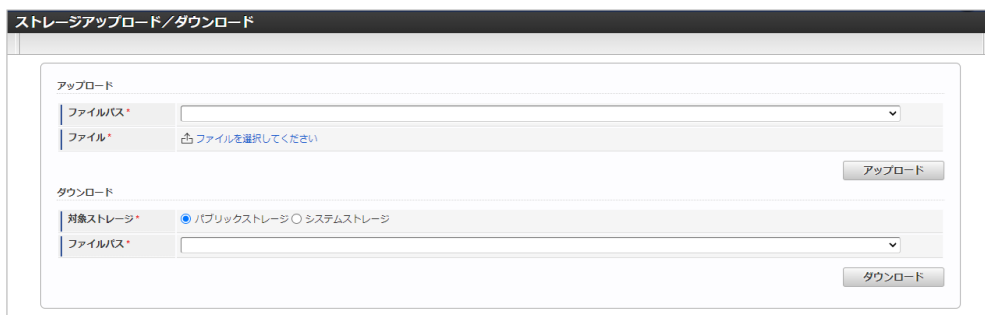 ストレージアップロード／ダウンロード
アップロード
ファイルパス*
ファイル* ファイルを選択してください
アップロード
ダウンロード
対象ストレージ* パブリックストレージ システムストレージ
ファイルパス*
ダウンロード